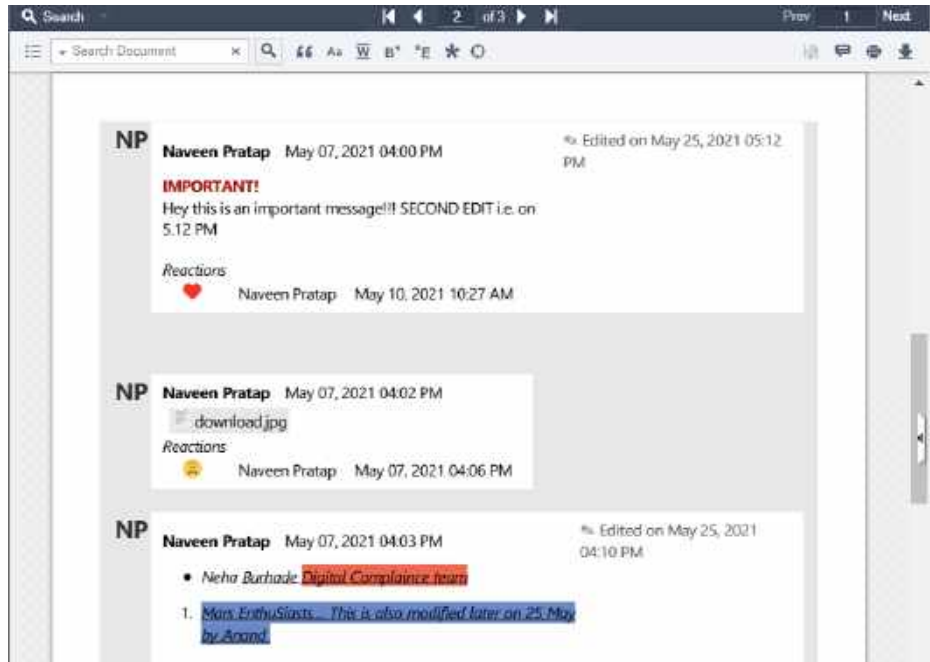 Search
2 of 3
Prev 1 Next
Search Document
Aa W B+ +E
NP
Naveen Pratap May 07, 2021 04:00 PM
Edited on May 25, 2021 05:12
PM
IMPORTANT!
Hey this is an important message!!! SECOND EDIT i.e. on
5.12 PM
Reactions
Naveen Pratap May 10, 2021 10:27 AM
NP
Naveen Pratap May 07, 2021 04:02 PM
download.jpg
Reactions
Naveen Pratap May 07, 2021 04:06 PM
NP
Naveen Pratap May 07, 2021 04:03 PM
Edited on May 25, 2021
04:10 PM
• Neha Burhade Digital Complaince team
1. Mars EnthuSiasts... This is also modified later on 25 May
by Anand.